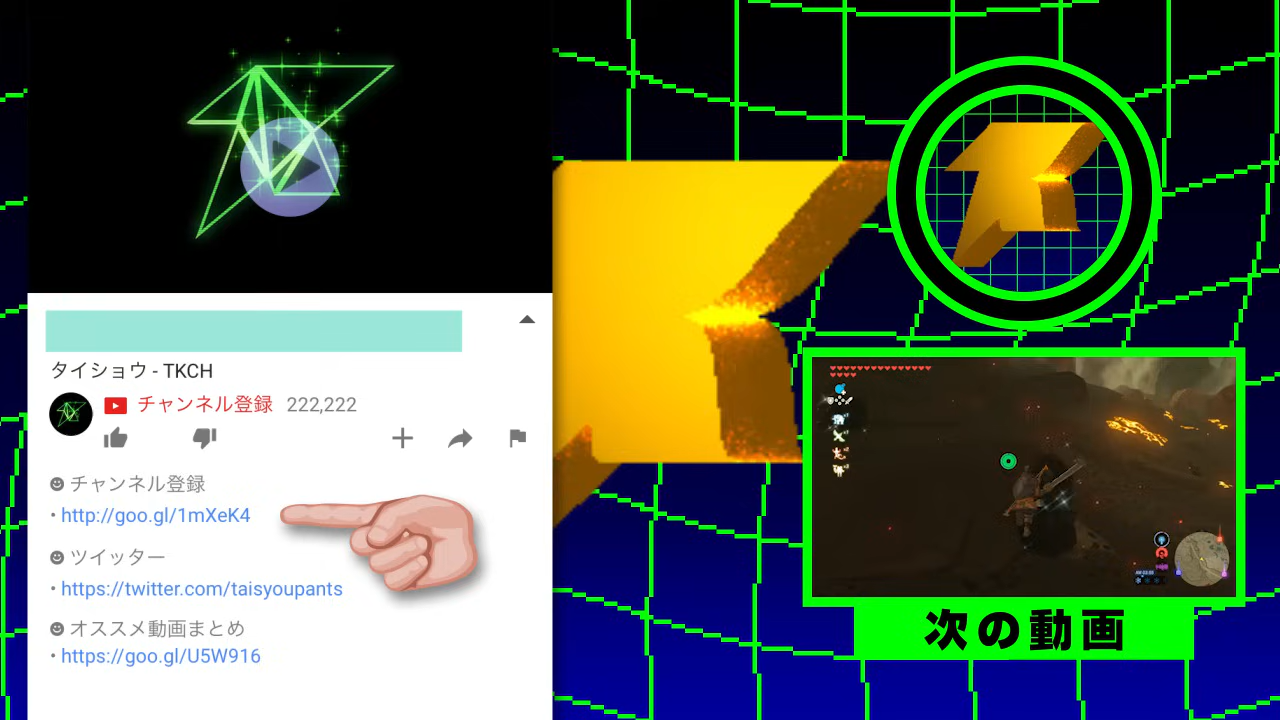 タイショウ - TKCH
チャンネル登録 222,222
チャンネル登録
・http://goo.gl/1mXeK4
ツイッター
・https://twitter.com/taisyoupants
オススメ動画まとめ
・https://goo.gl/U5W916
次の動画